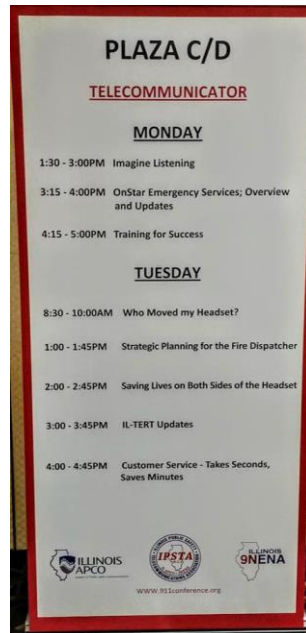 PLAZA C/D
TELECOMMUNICATOR
MONDAY
1:30 - 3:00PM Imagine Listening
3:15 - 4:00PM OnStar Emergency Services; Overview
and Updates
4:15 - 5:00PM Training for Success
TUESDAY
8:30 - 10:00AM Who Moved my Headset?
1:00 - 1:45PM Strategic Planning for the Fire Dispatcher
2:00 - 2:45PM Saving Lives on Both Sides of the Headset
3:00 - 3:45PM IL-TERT Updates
4:00 - 4:45PM Customer Service - Takes Seconds,
Saves Minutes
ILLINOIS
APCO
ILLINOIS PUBLIC SAFETY
IPSTA
ILLINOIS
9NENA
www.911conference.org